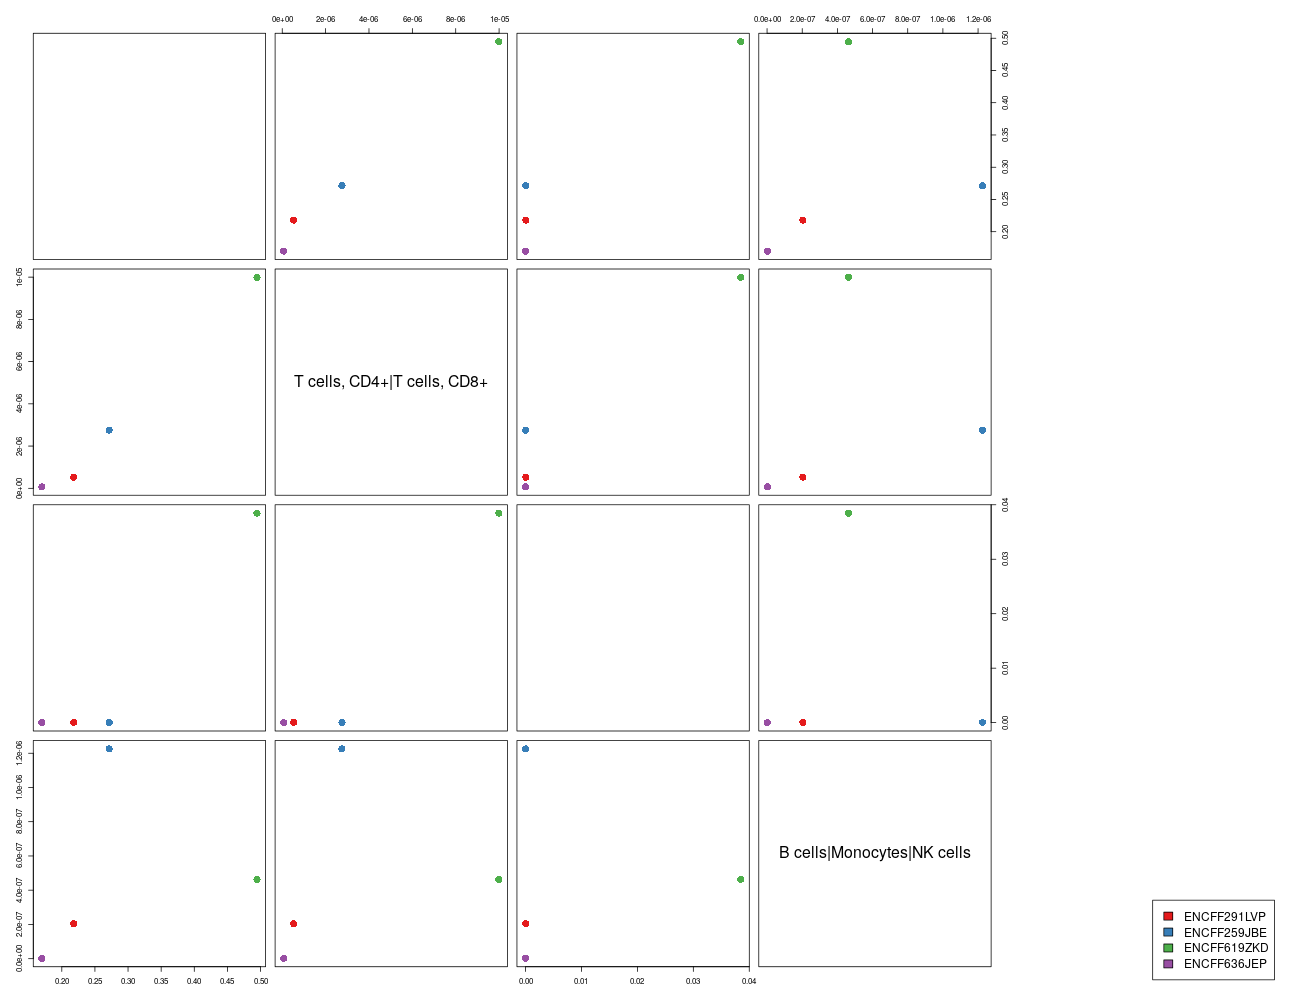 0e+00 2e-06 4e-06 6e-06 8e-06 1e-05
0.0e+00 2.0e-07 4.0e-07 6.0e-07 8.0e-07 1.0e-06 1.2e-06
0.20 0.25 0.30 0.35 0.40 0.45 0.50
0e+00 2e-06 4e-06 6e-06 8e-06 1e-05
T cells, CD4+|T cells, CD8+
0.00 0.01 0.02 0.03 0.04
0.0e+00 2.0e-07 4.0e-07 6.0e-07 8.0e-07 1.0e-06 1.2e-06
B cells|Monocytes|NK cells
0.20 0.25 0.30 0.35 0.40 0.45 0.50
0.00 0.01 0.02 0.03 0.04
ENCFF291LVP
ENCFF259JBE
ENCFF619ZKD
ENCFF636JEP